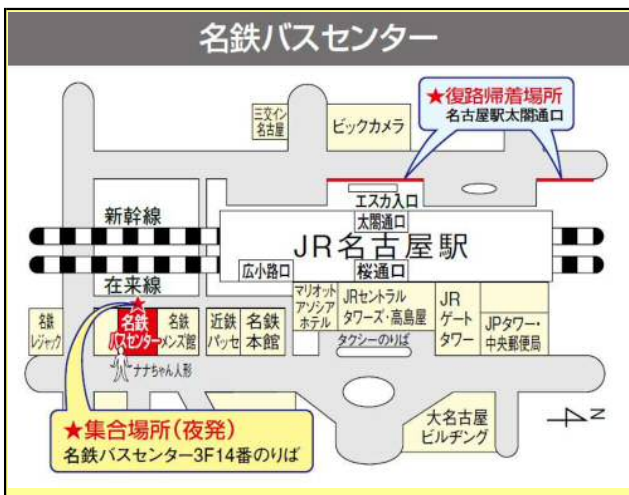 名鉄バスセンター
★復路帰着場所
名古屋駅太閤通口
三交イン
名古屋
ビックカメラ
エスカ入口
新幹線
太閤通口
JR名古屋駅
在来線
広小路口
桜通口
名鉄
レジャック
名鉄
バスセンター
名鉄
メンズ館
近鉄
パッセ
名鉄
本館
マリオット
アソシア
ホテル
JRセントラル
タワーズ・高島屋
JR
ゲート
タワー
JPタワー・
中央郵便局
タクシーのりば
ナナちゃん人形
★集合場所(夜発)
名鉄バスセンター3F14番のりば
大名古屋
ビルヂング
N